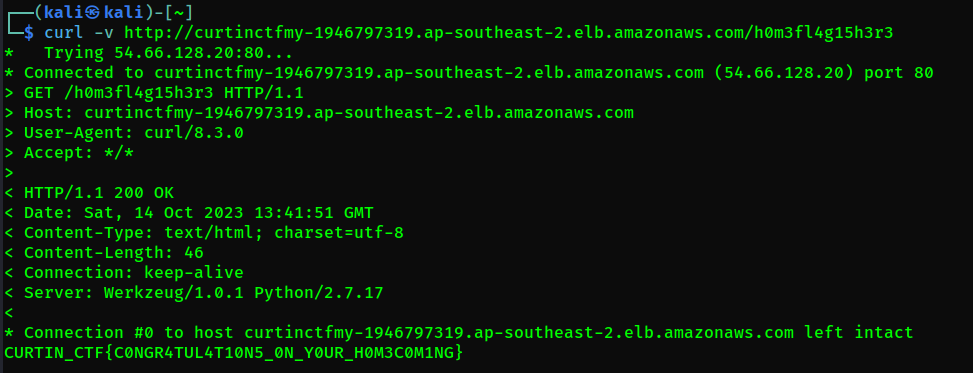 ┌──(kali㉿kali)-[~]
└─$ curl -v http://curtinctfmy-1946797319.ap-southeast-2.elb.amazonaws.com/h0m3fl4g15h3r3
*   Trying 54.66.128.20:80...
* Connected to curtinctfmy-1946797319.ap-southeast-2.elb.amazonaws.com (54.66.128.20) port 80
> GET /h0m3fl4g15h3r3 HTTP/1.1
> Host: curtinctfmy-1946797319.ap-southeast-2.elb.amazonaws.com
> User-Agent: curl/8.3.0
> Accept: */*
>
< HTTP/1.1 200 OK
< Date: Sat, 14 Oct 2023 13:41:51 GMT
< Content-Type: text/html; charset=utf-8
< Content-Length: 46
< Connection: keep-alive
< Server: Werkzeug/1.0.1 Python/2.7.17
<
* Connection #0 to host curtinctfmy-1946797319.ap-southeast-2.elb.amazonaws.com left intact
CURTIN_CTF{C0NGR4TUL4T10N5_0N_Y0UR_H0M3C0M1NG}